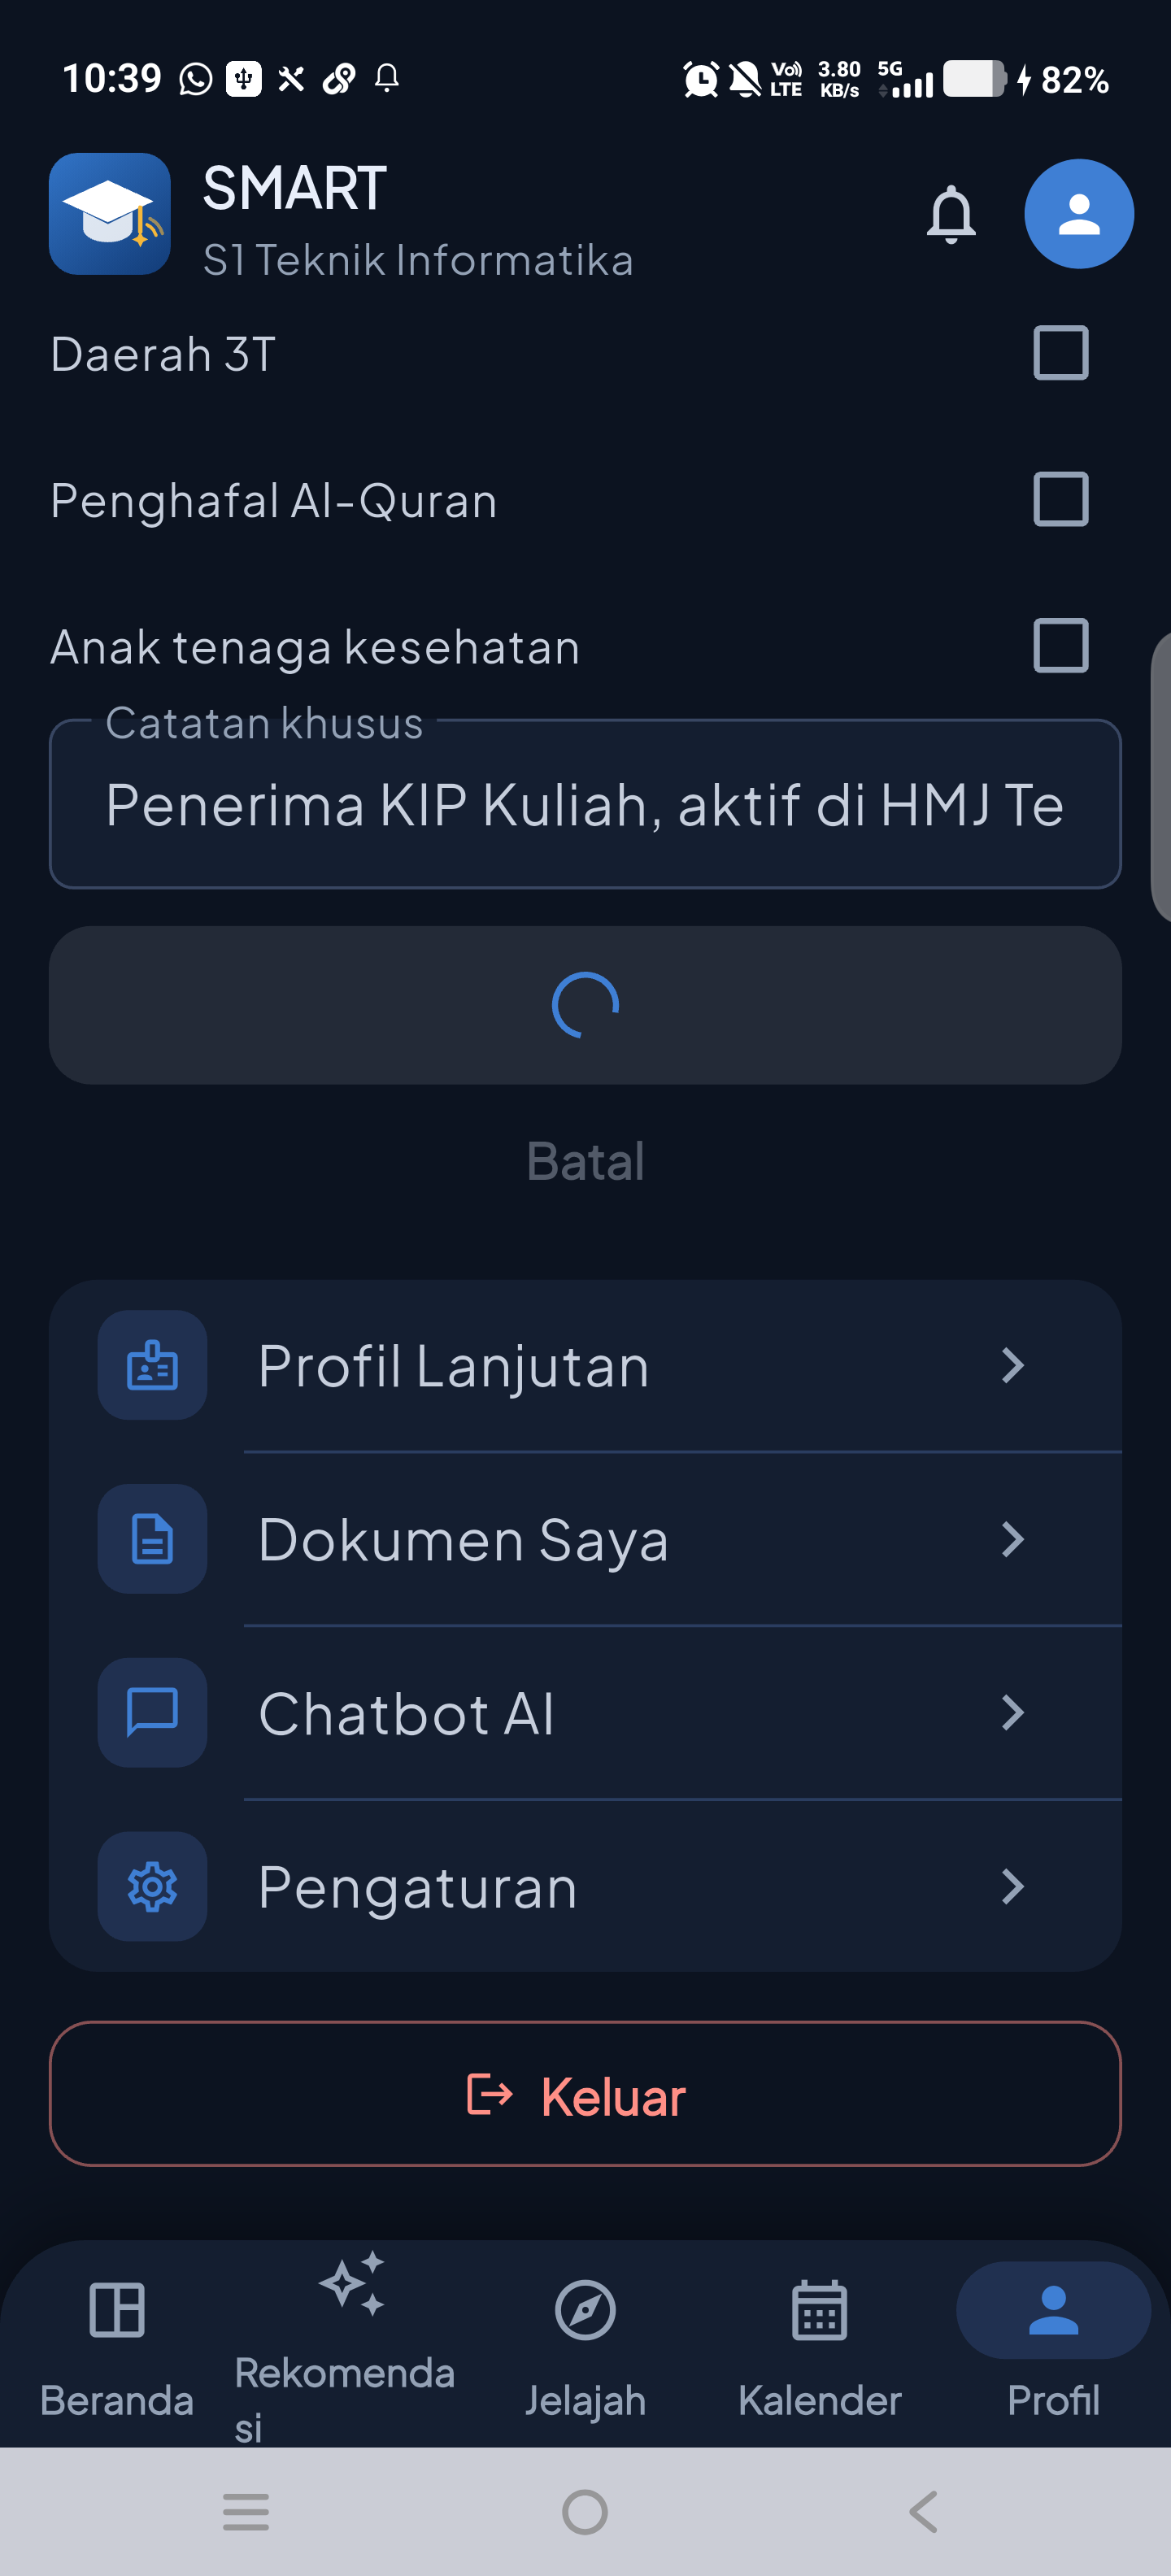 10:39
Vo)) LTE
3.80 KB/s
5G
82%
SMART
S1 Teknik Informatika
Daerah 3T
Penghafal Al-Quran
Anak tenaga kesehatan
Catatan khusus
Penerima KIP Kuliah, aktif di HMJ Te
Batal
Profil Lanjutan
Dokumen Saya
Chatbot AI
Pengaturan
Keluar
Beranda
Rekomenda
si
Jelajah
Kalender
Profil